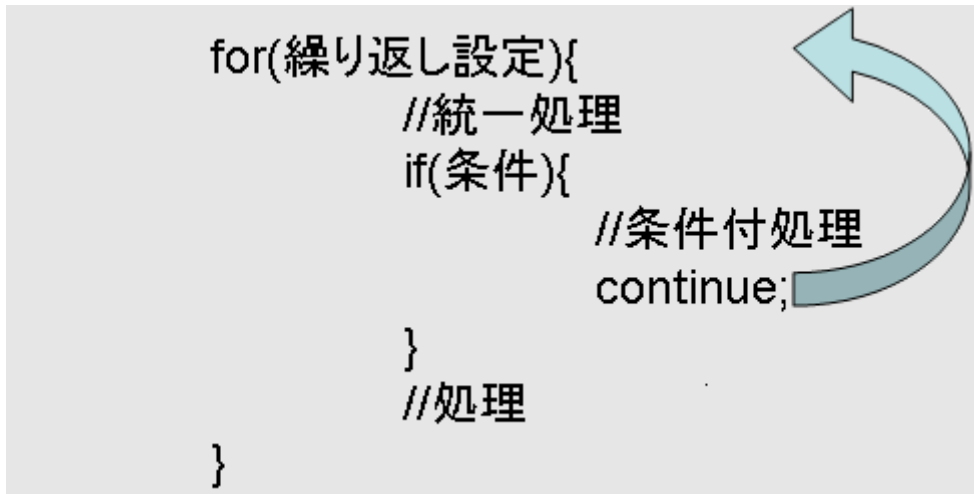 for(繰り返し設定){
//統一処理
if(条件){
//条件付処理
continue;
}
//処理
}